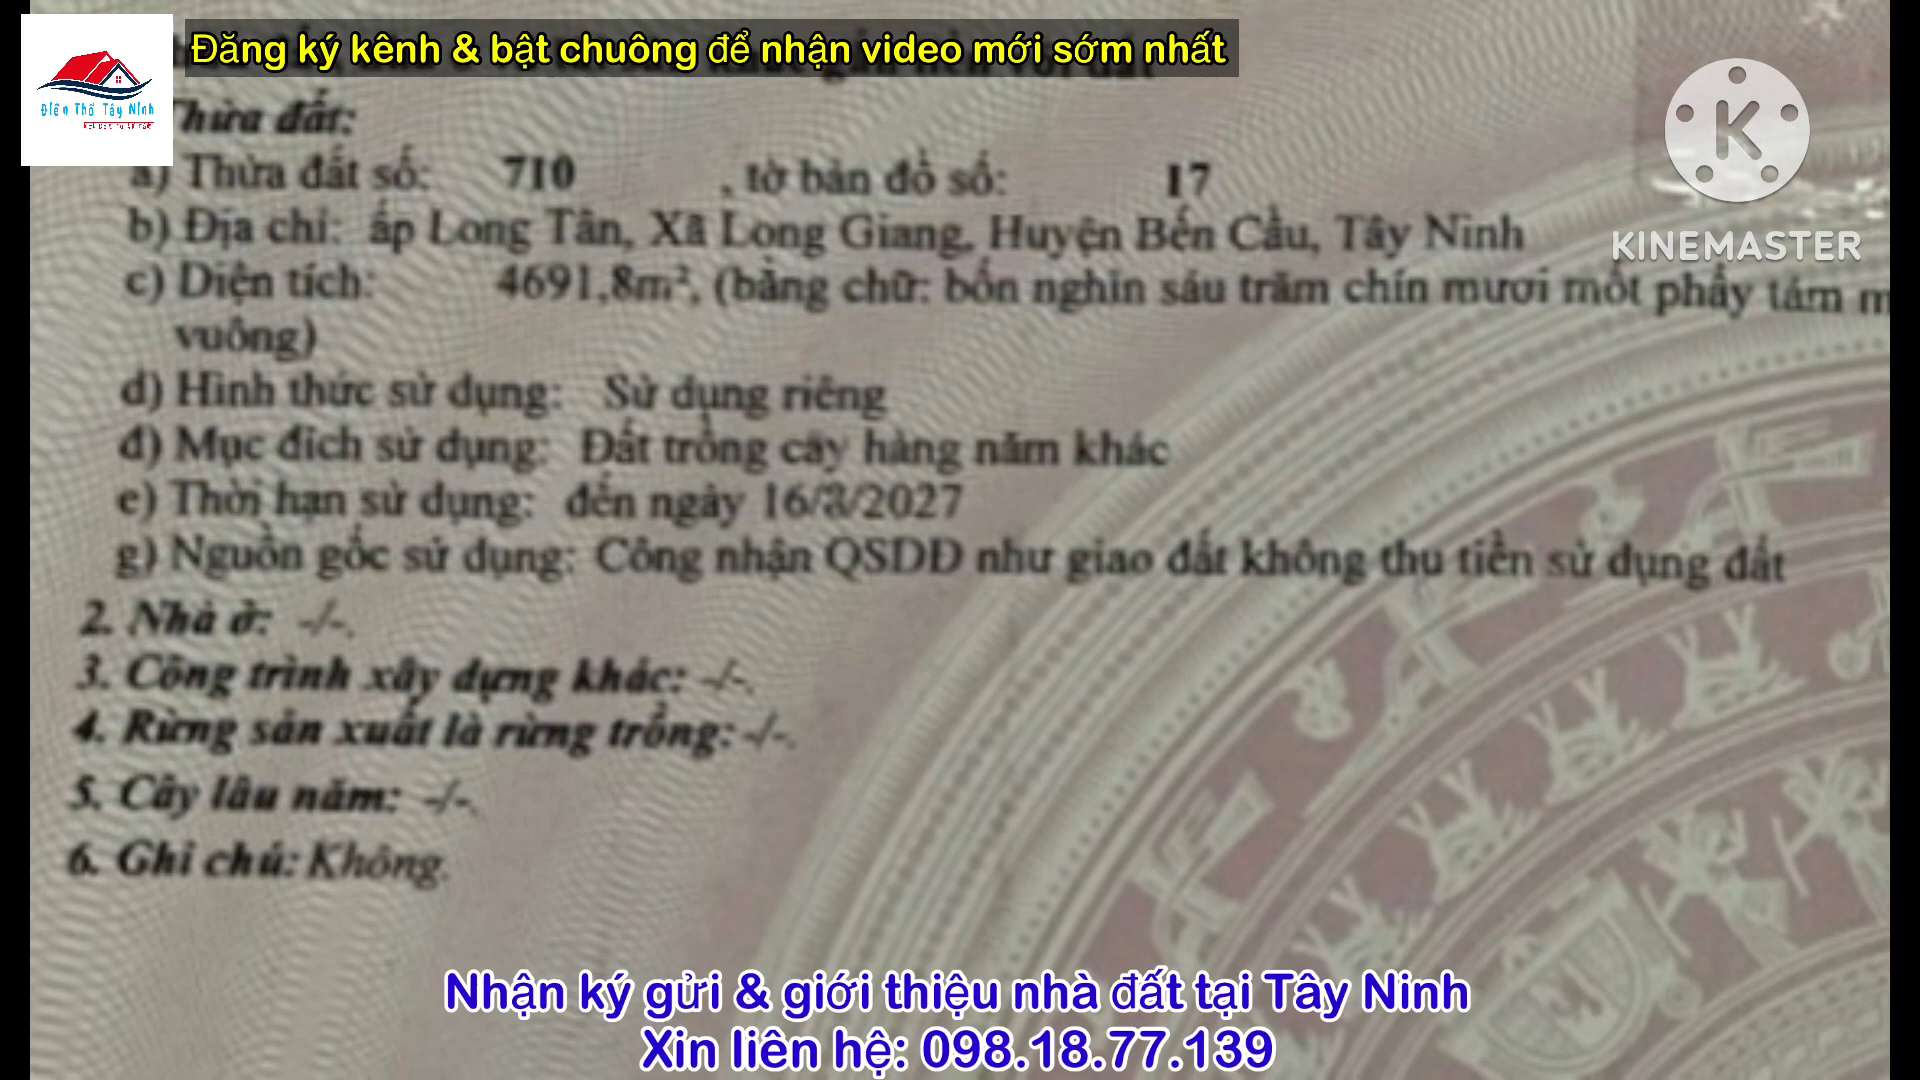 Đăng ký kênh & bật chuông để nhận video mới sớm nhất
Điền Thổ Tây Ninh
KINEMASTER
Thửa đất:
a) Thửa đất số: 710 , tờ bản đồ số: 17
b) Địa chỉ: ấp Long Tân, Xã Long Giang, Huyện Bến Cầu, Tây Ninh
c) Diện tích: 4691,8m², (bằng chữ: bốn nghìn sáu trăm chín mươi mốt phẩy tám m
vuông)
d) Hình thức sử dụng: Sử dụng riêng
đ) Mục đích sử dụng: Đất trồng cây hàng năm khác
e) Thời hạn sử dụng: đến ngày
g) Nguồn gốc sử dụng: Công nhận QSDĐ như giao đất không thu tiền sử dụng đất
2. Nhà ở: -/-.
3. Công trình xây dựng khác: -/-.
4. Rừng sản xuất là rừng trồng: -/-.
5. Cây lâu năm: -/-.
6. Ghi chú: Không.
Nhận ký gửi & giới thiệu nhà đất tại Tây Ninh
Xin liên hệ: 098.18.77.139